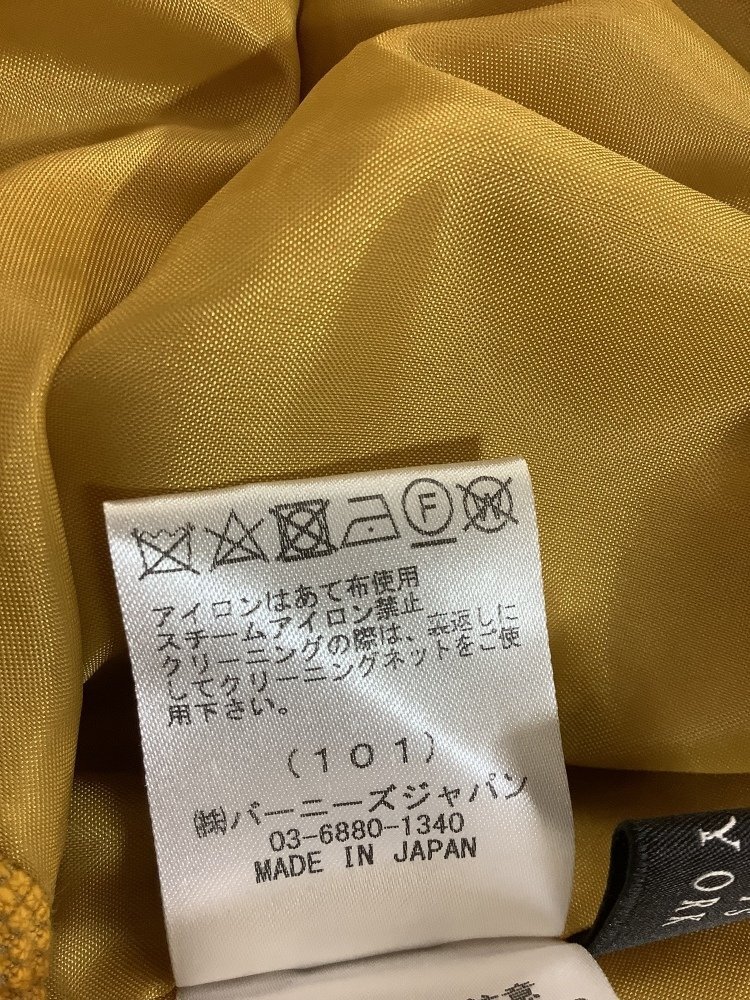 F
W
アイロンはあて布使用
スチームアイロン禁止
クリーニングの際は、裏返しに
してクリーニングネットをご使
用下さい。
(101)
㈱バーニーズジャパン
03-6880-1340
MADE IN JAPAN
Y
YORK
注意